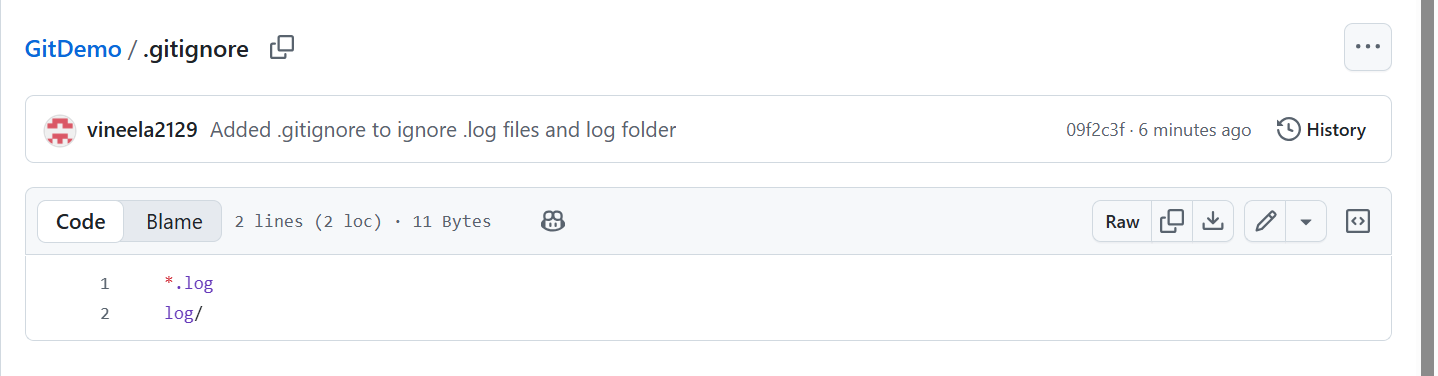 GitDemo / .gitignore
vineela2129 Added .gitignore to ignore .log files and log folder 09f2c3f · 6 minutes ago History
Code Blame 2 lines (2 loc) · 11 Bytes Raw
1 *.log
2 log/